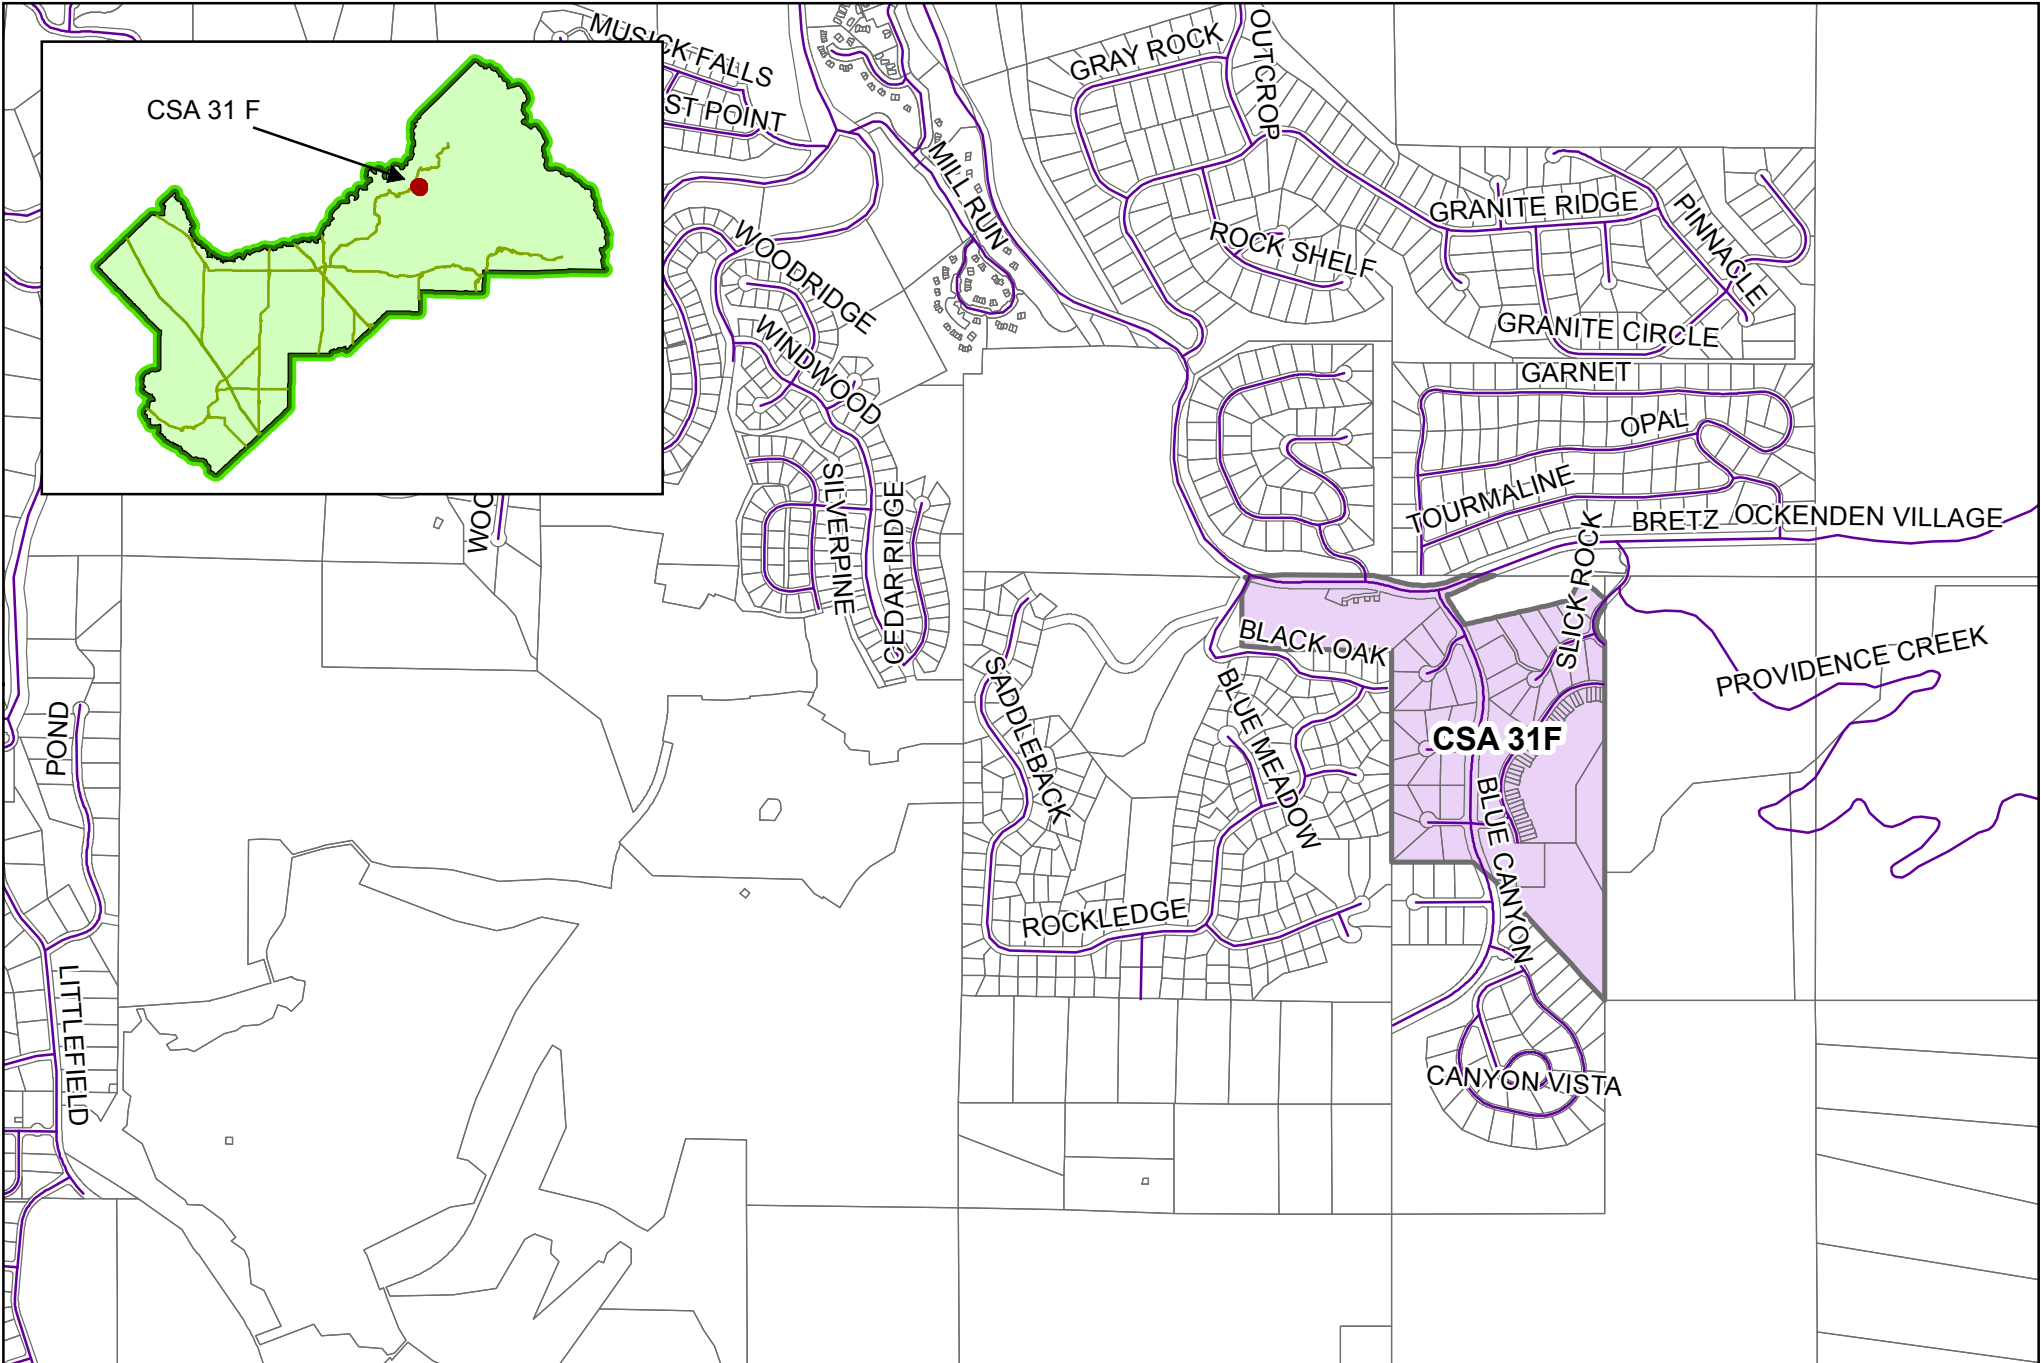 MUSICK FALLS
ST POINT
GRAY ROCK
OUTCROP
CSA 31 F
MILL RUN
GRANITE RIDGE
PINNACLE
ROCK SHELF
WOODRIDGE
WINDWOOD
GRANITE CIRCLE
GARNET
OPAL
TOURMALINE
BRETZ
OCKENDEN VILLAGE
WOO
SILVERPINE
CEDAR RIDGE
SLICK ROCK
BLACK OAK
PROVIDENCE CREEK
SADDLEBACK
BLUE MEADOW
POND
CSA 31F
BLUE CANYON
ROCKLEDGE
LITTLEFIELD
CANYON VISTA